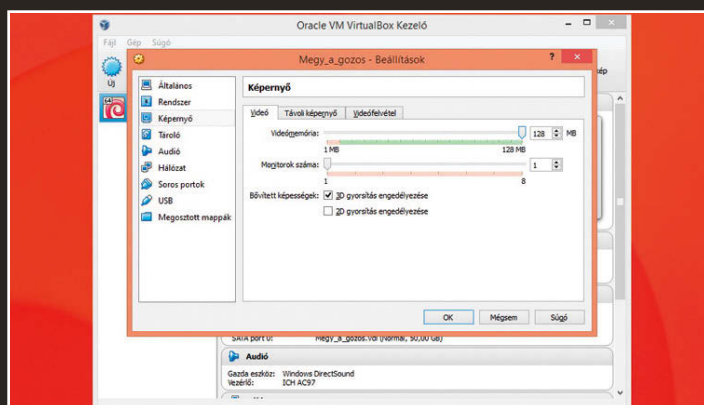 Oracle VM VirtualBox Kezelő
Fájl Gép Súgó
Új
Megy_a_gozos - Beállítások
Általános
Rendszer
Képernyő
Tároló
Audió
Hálózat
Soros portok
USB
Megosztott mappák
Képernyő
Videó Távoli képernyő Videófelvétel
Videómemória: 128 MB
1 MB 128 MB
Monitorok száma: 1
1 8
Bővített képességek: 3D gyorsítás engedélyezése
2D gyorsítás engedélyezése
OK Mégsem Súgó
SATA port 0: Megy_a_gozos.vdi (Normál, 50,00 GB)
Audió
Gazda eszköz: Windows DirectSound
Vezérlő: ICH AC97